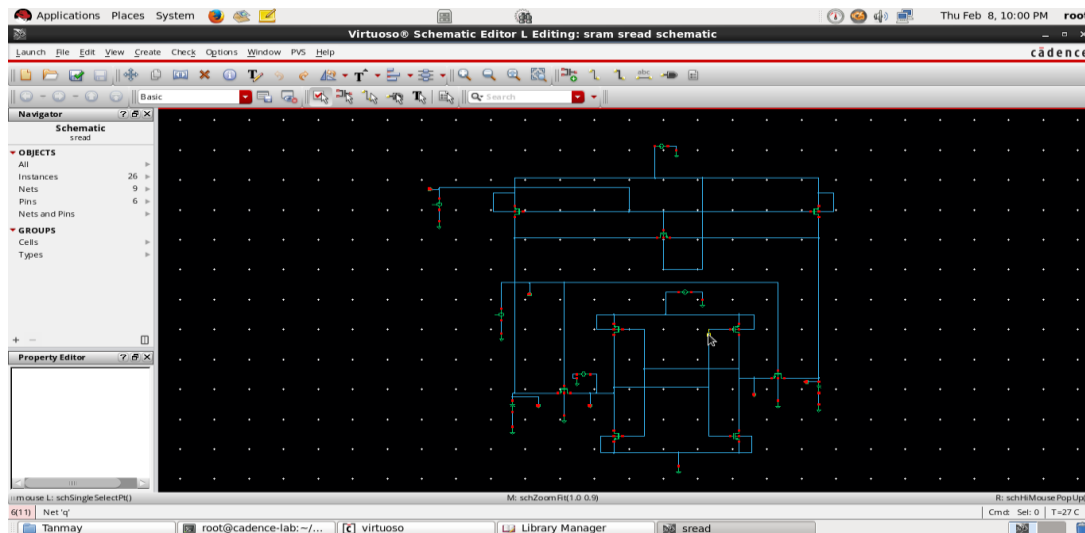 Applications Places System Thu Feb 8, 10:00 PM root
Virtuoso® Schematic Editor L Editing: sram sread schematic
Launch File Edit View Create Check Options Window PVS Help cādence
Basic Search
Navigator
Schematic
sread
OBJECTS
All
Instances 26
Nets 9
Pins 6
Nets and Pins
GROUPS
Cells
Types
Property Editor
mouse L: schSingleSelectPt() M: schZoomFit(1.0 0.9) R: schHiMousePopUp(
6(11) Net 'q' Cmd: Sel: 0 T=27 C
Tanmay root@cadence-lab:~/... virtuoso Library Manager sread